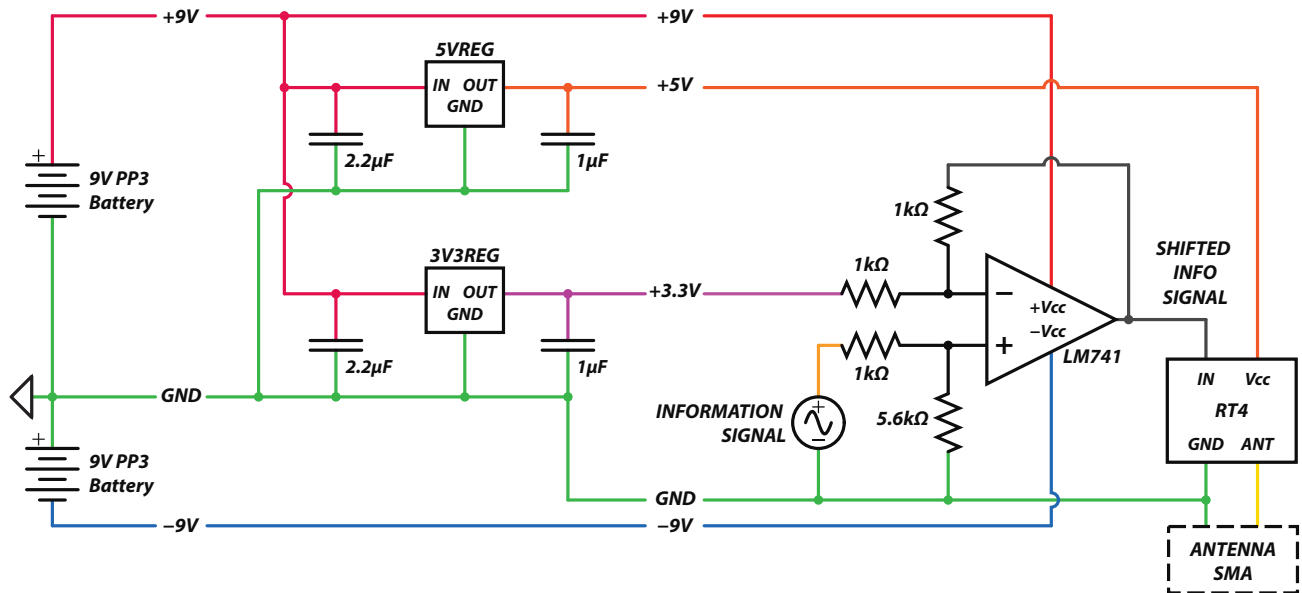 +9V
+9V
5VREG
IN OUT
GND
+5V
2.2µF
1µF
+
9V PP3
Battery
1kΩ
3V3REG
IN OUT
GND
+3.3V
1kΩ
SHIFTED
INFO
SIGNAL
−
+Vcc
−Vcc
+
LM741
2.2µF
1µF
1kΩ
GND
INFORMATION
SIGNAL
+
−
5.6kΩ
IN Vcc
RT4
GND ANT
+
9V PP3
Battery
GND
−9V
−9V
ANTENNA
SMA